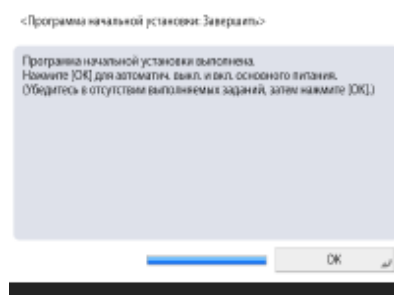 <Программа начальной установки: Завершить>
Программа начальной установки выполнена.
Нажмите [OK] для автоматич. выкл. и вкл. основного питания.
(Убедитесь в отсутствии выполняемых заданий, затем нажмите [OK].)
OK